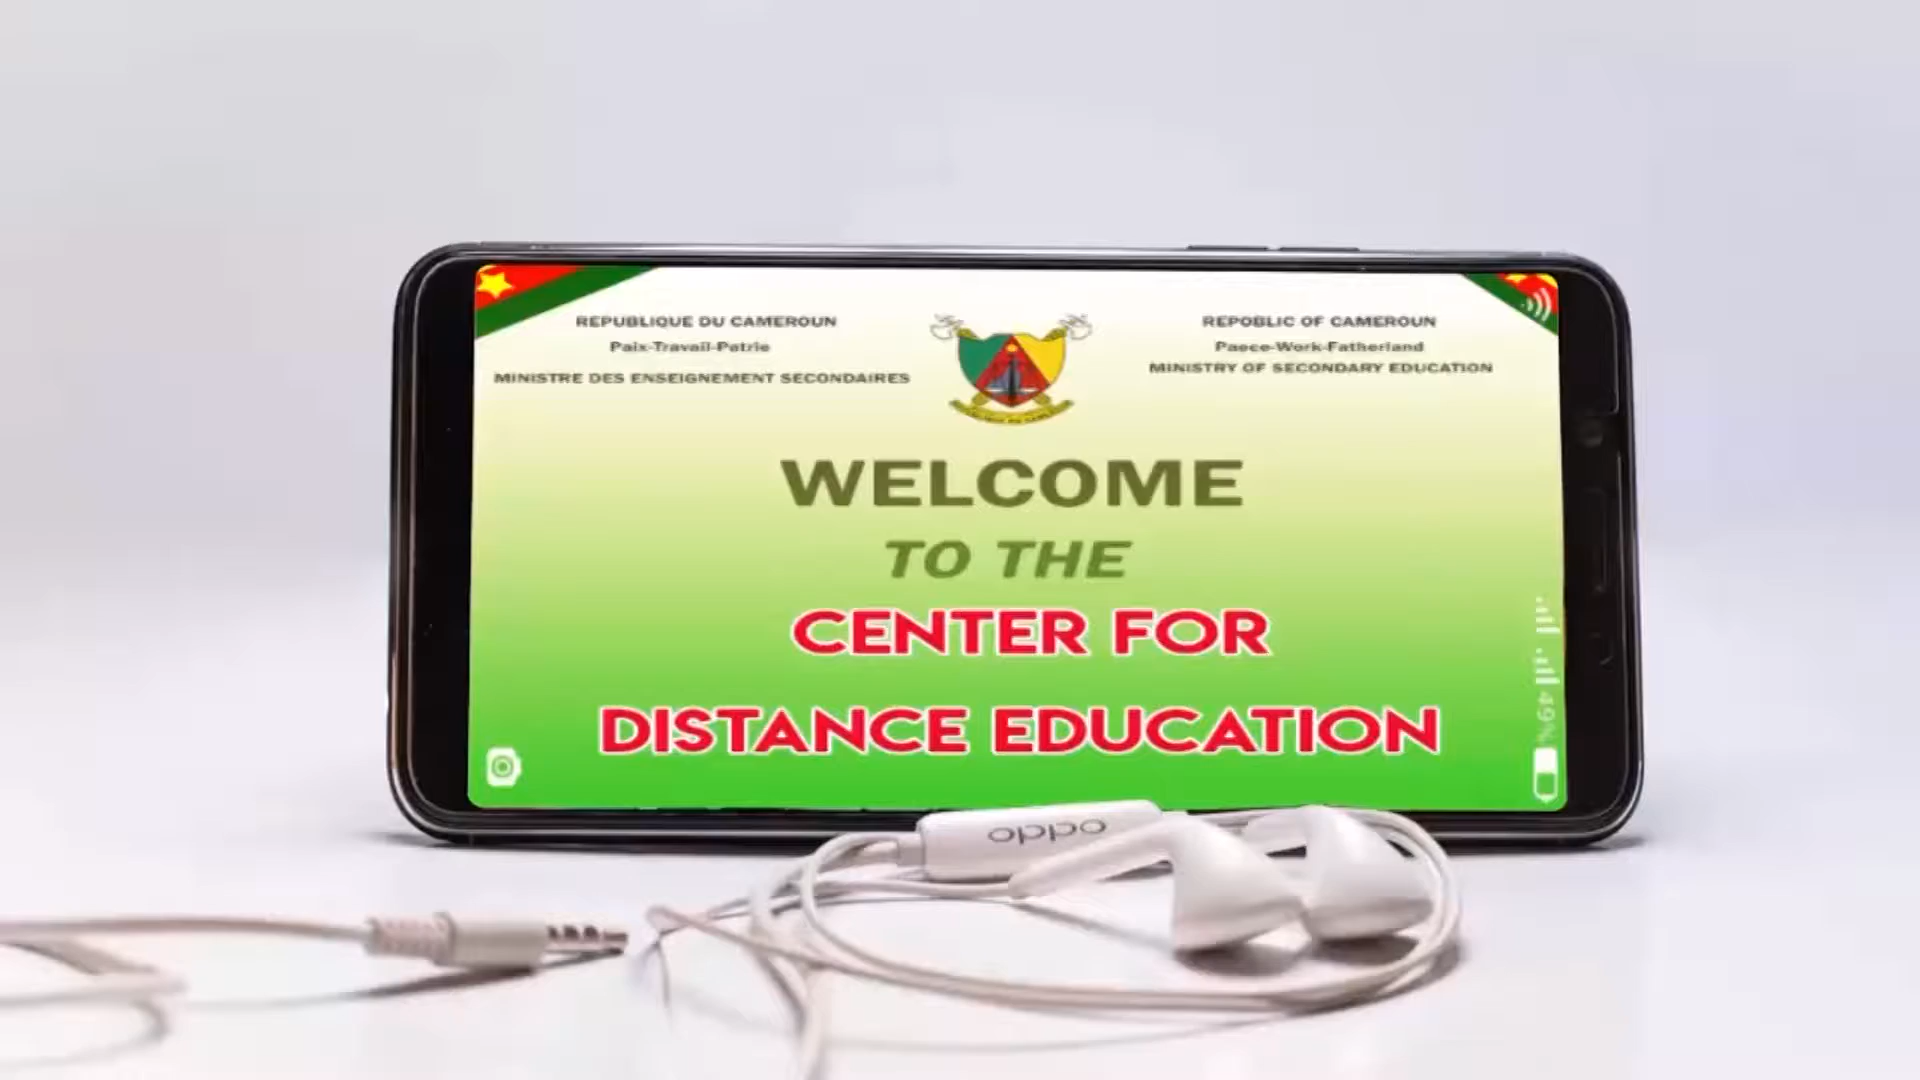 REPUBLIQUE DU CAMEROUN
Paix-Travail-Patrie
MINISTRE DES ENSEIGNEMENT SECONDAIRES
REPOBLIC OF CAMEROUN
Paece-Work-Fatherland
MINISTRY OF SECONDARY EDUCATION
WELCOME
TO THE
CENTER FOR
DISTANCE EDUCATION
49%
oppo